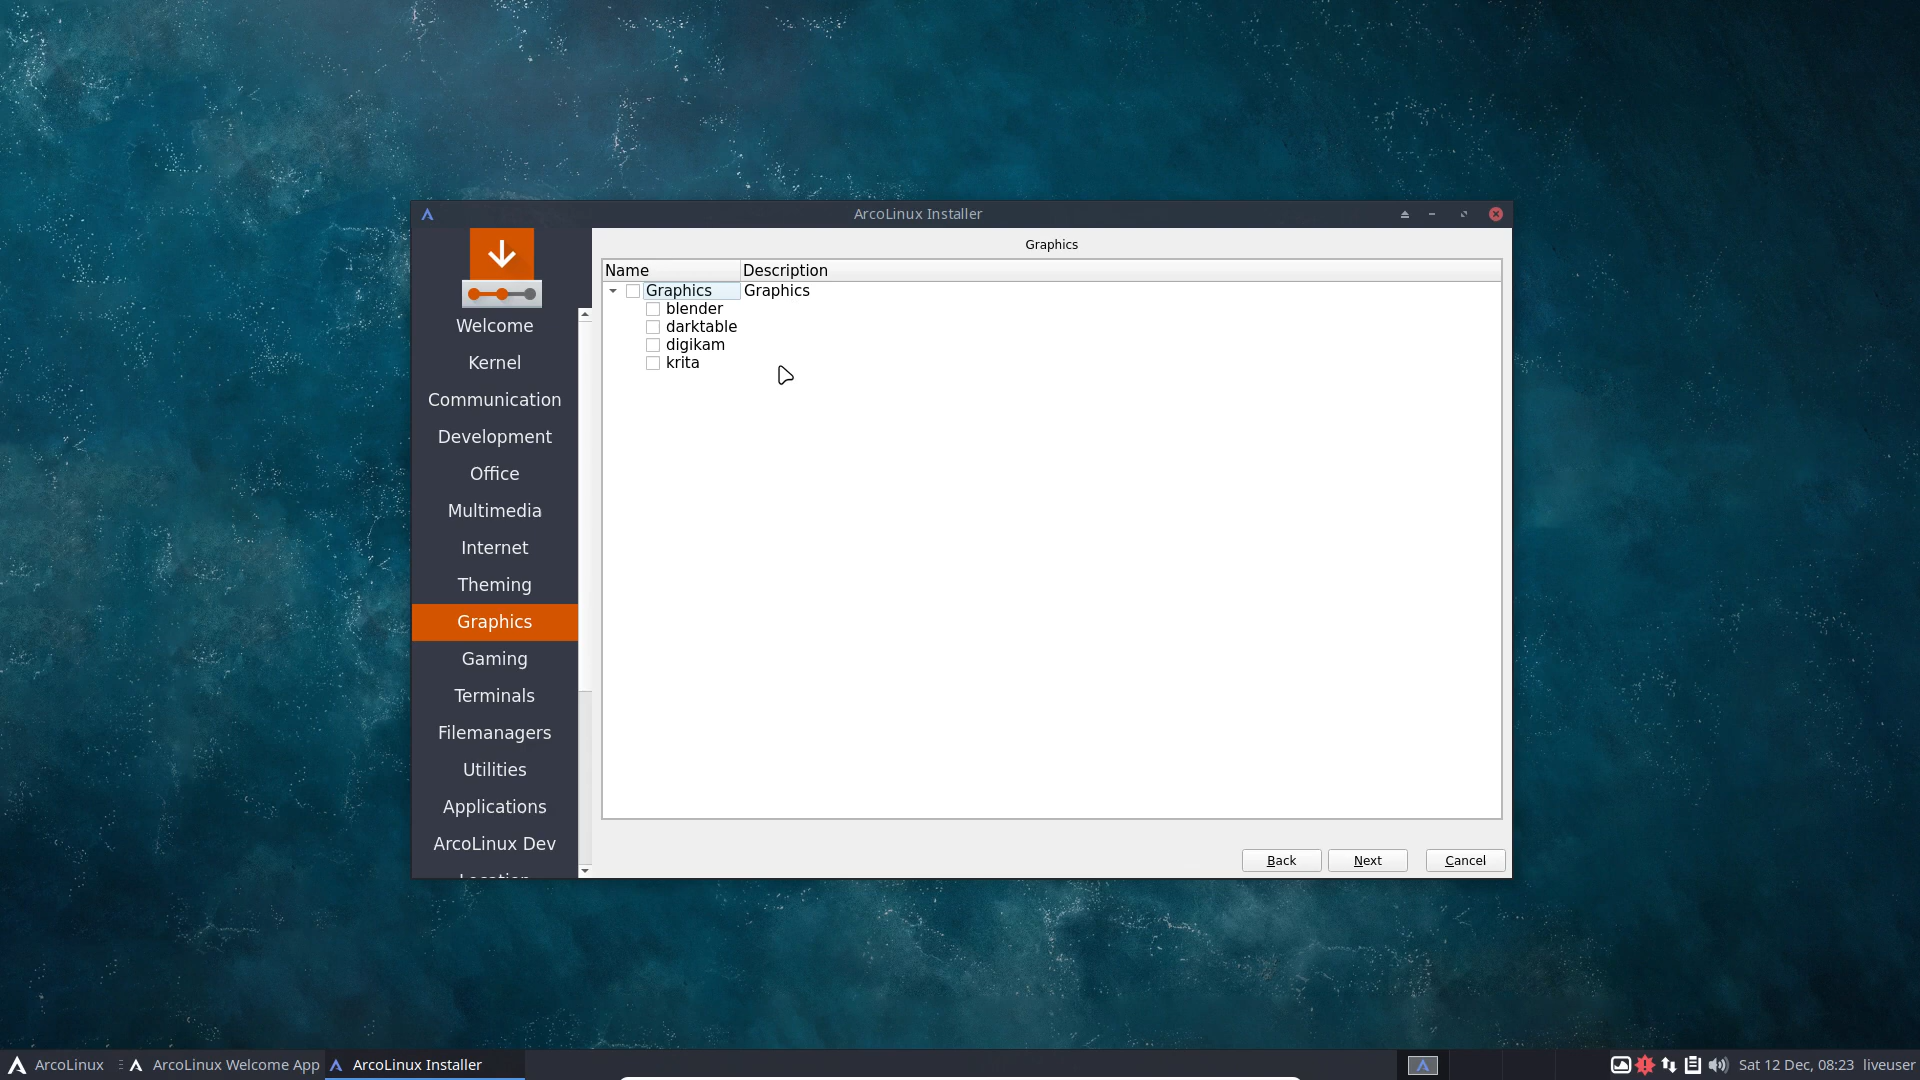 ArcoLinux Installer
Graphics
Name Description
Graphics Graphics
blender
darktable
digikam
krita
Welcome
Kernel
Communication
Development
Office
Multimedia
Internet
Theming
Graphics
Gaming
Terminals
Filemanagers
Utilities
Applications
ArcoLinux Dev
Location
Back Next Cancel
ArcoLinux ArcoLinux Welcome App ArcoLinux Installer Sat 12 Dec, 08:23 liveuser